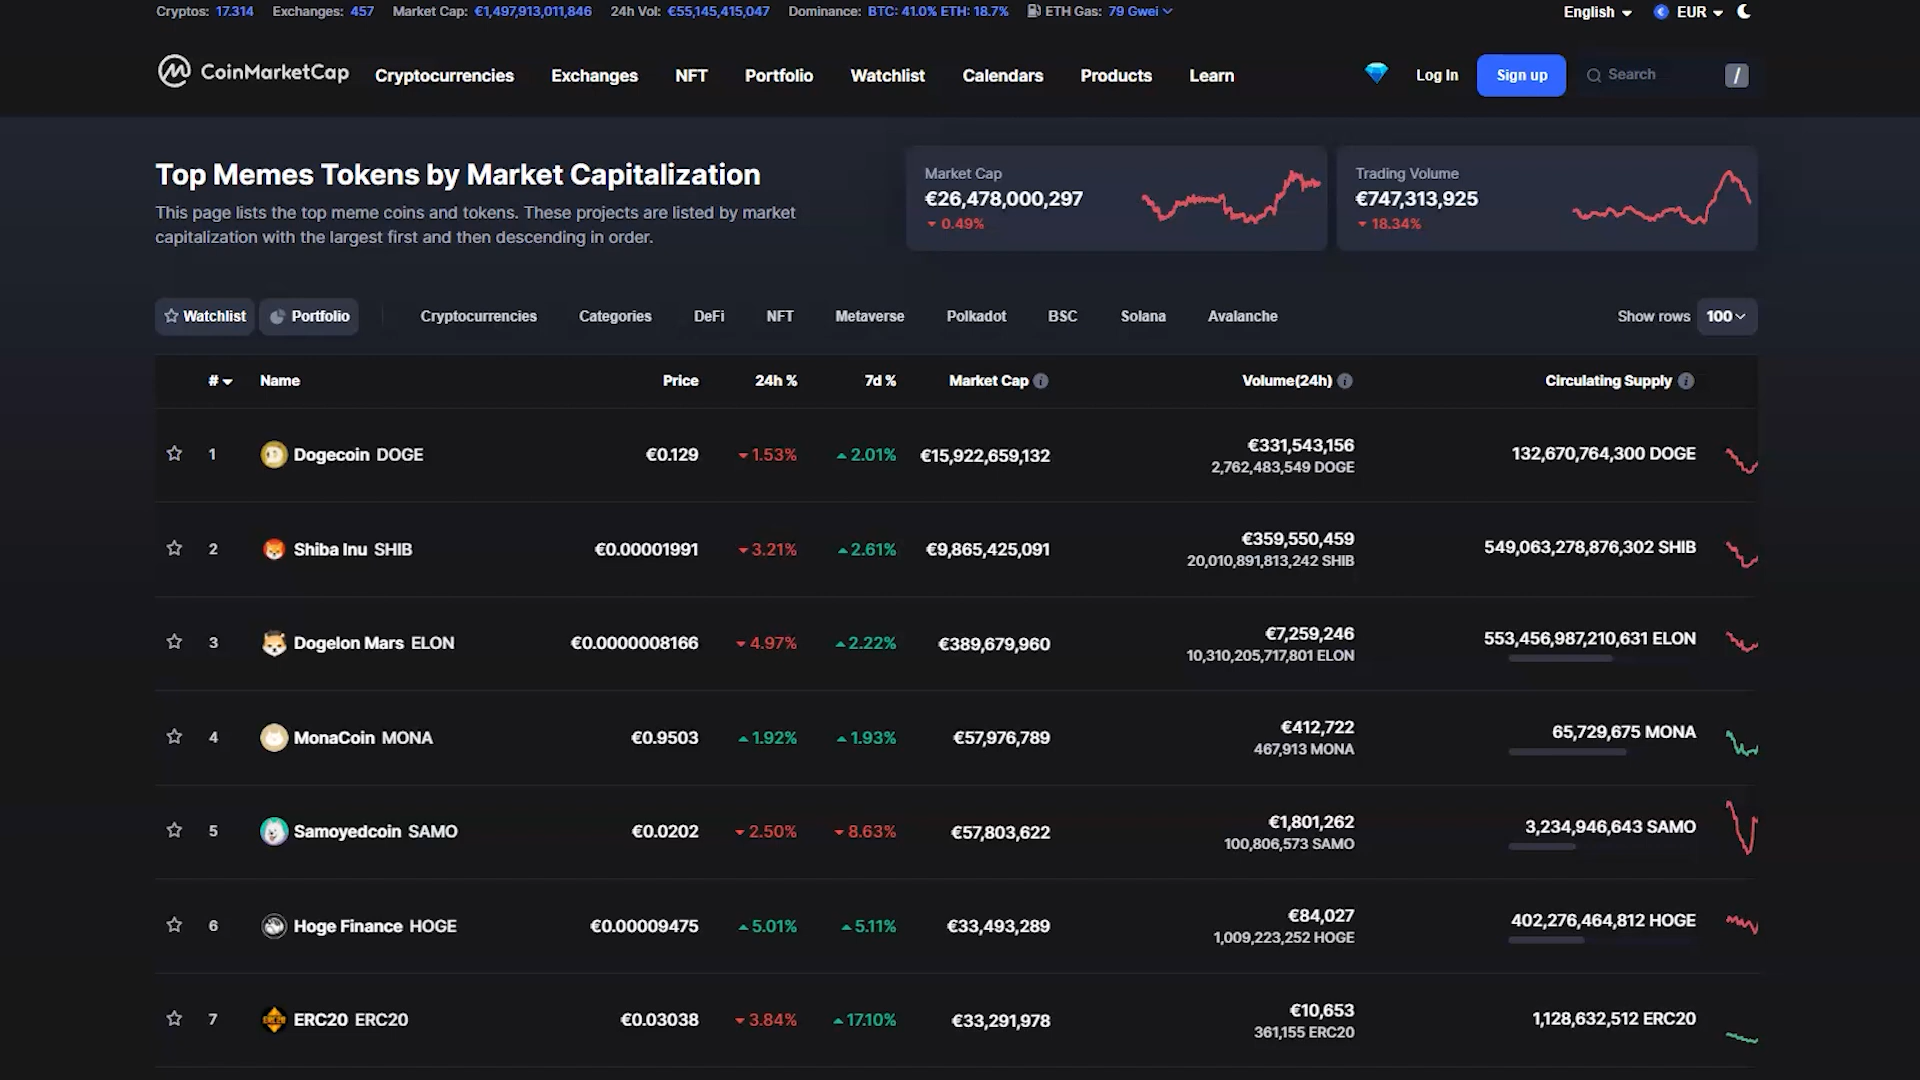 Cryptos: 17.314 Exchanges: 457 Market Cap: €1,497,913,011,846 24h Vol: €55,145,415,047 Dominance: BTC: 41.0% ETH: 18.7% ETH Gas: 79 Gwei English EUR
CoinMarketCap Cryptocurrencies Exchanges NFT Portfolio Watchlist Calendars Products Learn Log In Sign up Search /
Top Memes Tokens by Market Capitalization
This page lists the top meme coins and tokens. These projects are listed by market
capitalization with the largest first and then descending in order.
Market Cap
€26,478,000,297
0.49%
Trading Volume
€747,313,925
18.34%
Watchlist Portfolio Cryptocurrencies Categories DeFi NFT Metaverse Polkadot BSC Solana Avalanche Show rows 100
# Name Price 24h % 7d % Market Cap Volume(24h) Circulating Supply
1 Dogecoin DOGE €0.129 1.53% 2.01% €15,922,659,132 €331,543,156 132,670,764,300 DOGE
2,762,483,549 DOGE
2 Shiba Inu SHIB €0.00001991 3.21% 2.61% €9,865,425,091 €359,550,459 549,063,278,876,302 SHIB
20,010,891,813,242 SHIB
3 Dogelon Mars ELON €0.0000008166 4.97% 2.22% €389,679,960 €7,259,246 553,456,987,210,631 ELON
10,310,205,717,801 ELON
4 MonaCoin MONA €0.9503 1.92% 1.93% €57,976,789 €412,722 65,729,675 MONA
467,913 MONA
5 Samoyedcoin SAMO €0.0202 2.50% 8.63% €57,803,622 €1,801,262 3,234,946,643 SAMO
100,806,573 SAMO
6 Hoge Finance HOGE €0.00009475 5.01% 5.11% €33,493,289 €84,027 402,276,464,812 HOGE
1,009,223,252 HOGE
7 ERC20 ERC20 €0.03038 3.84% 17.10% €33,291,978 €10,653 1,128,632,512 ERC20
361,155 ERC20